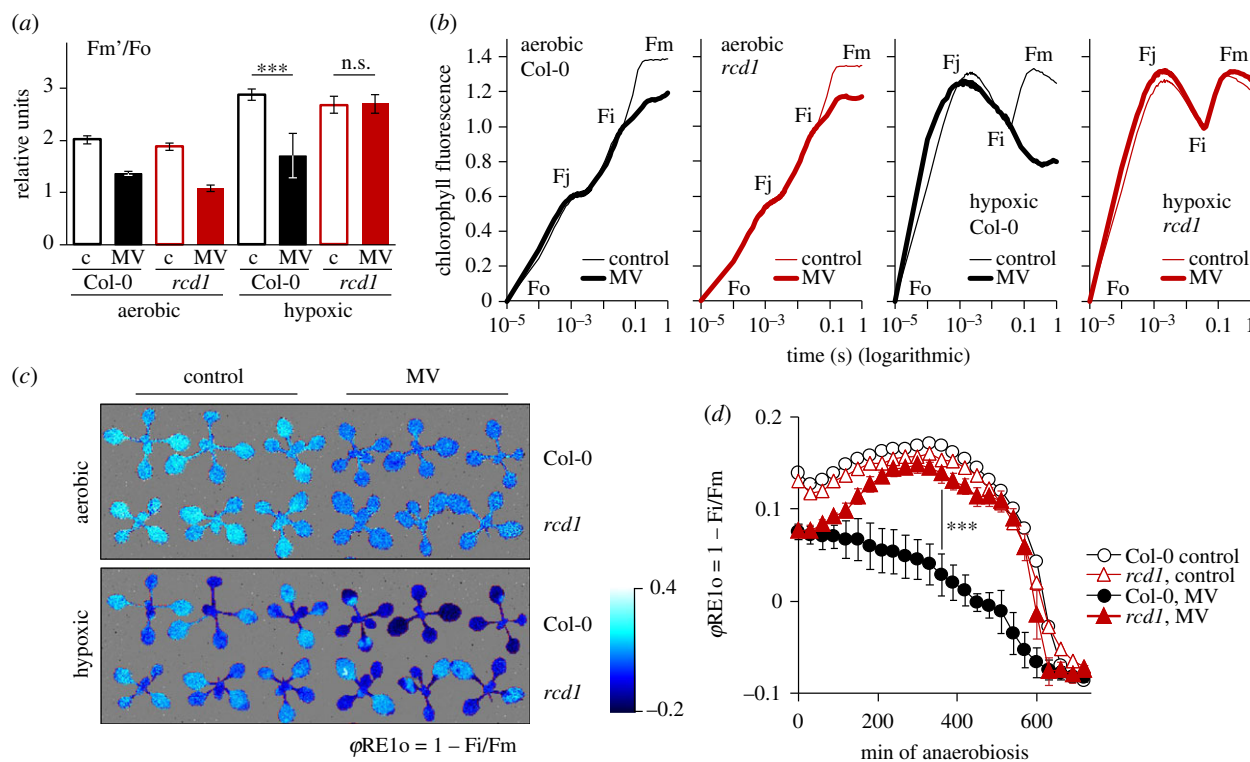 (a)
Fm'/Fo
relative units
4
3
2
1
0
***
n.s.
c MV c MV c MV c MV
Col-0 rcd1 Col-0 rcd1
aerobic hypoxic
(b)
chlorophyll fluorescence
1.4
1.2
1.0
0.8
0.6
0.4
0.2
0
aerobic
Col-0
Fm
Fi
Fj
Fo
control
MV
10⁻⁵ 10⁻³ 0.1 1
aerobic
rcd1
Fm
Fi
Fj
Fo
control
MV
10⁻⁵ 10⁻³ 0.1 1
Fj
Fm
Fi
hypoxic
Col-0
control
MV
Fo
10⁻⁵ 10⁻³ 0.1 1
Fj
Fm
Fi
hypoxic
rcd1
control
MV
Fo
10⁻⁵ 10⁻³ 0.1 1
time (s) (logarithmic)
(c)
control MV
aerobic
Col-0
rcd1
hypoxic
Col-0
rcd1
0.4
−0.2
φRE1o = 1 – Fi/Fm
(d)
φRE1o = 1 – Fi/Fm
0.2
0.1
0
−0.1
***
0 200 400 600
min of anaerobiosis
Col-0 control
rcd1, control
Col-0, MV
rcd1, MV